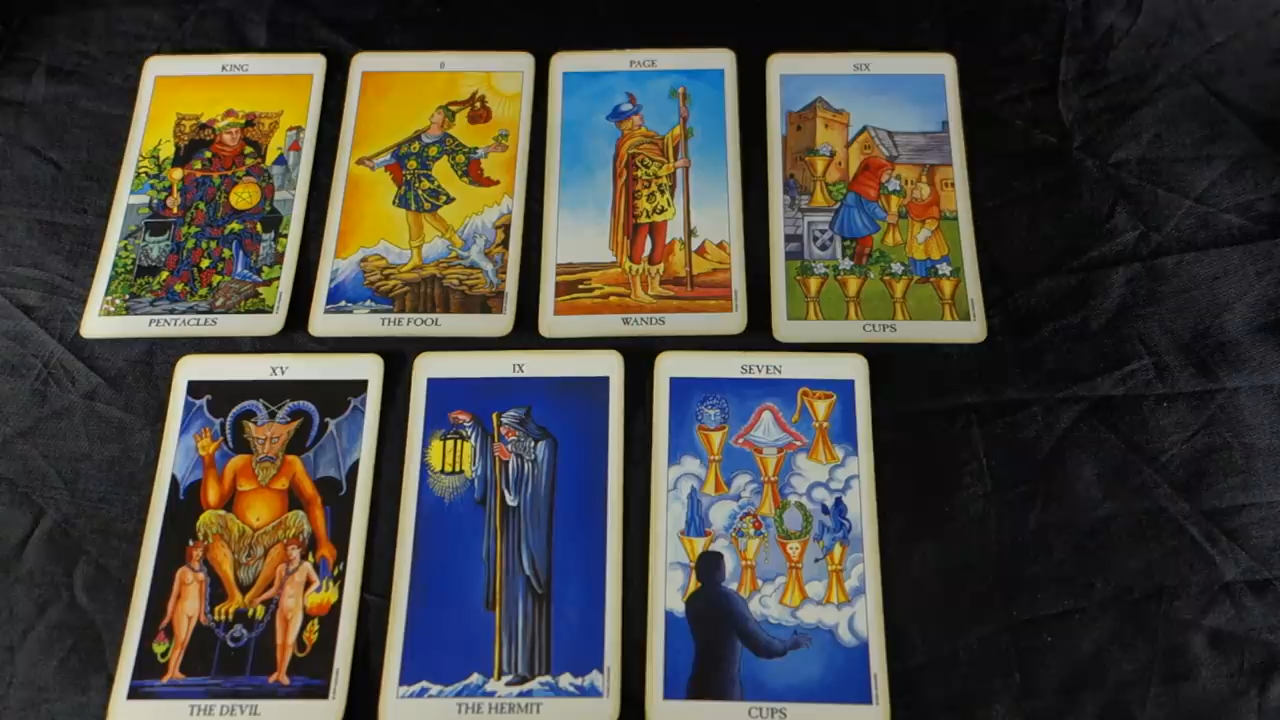 KING
PENTACLES
0
THE FOOL
PAGE
WANDS
SIX
CUPS
XV
THE DEVIL
IX
THE HERMIT
SEVEN
CUPS